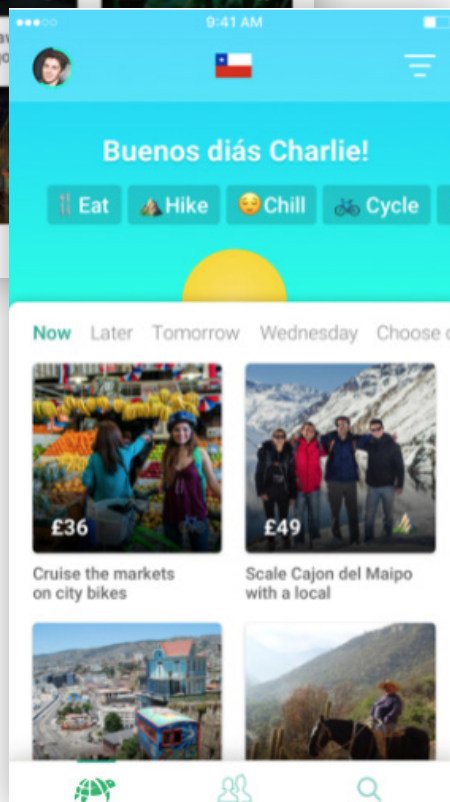 9:41 AM
Buenos diás Charlie!
Eat
Hike
Chill
Cycle
Now
Later
Tomorrow
Wednesday
Choose
£36
£49
Cruise the markets
on city bikes
Scale Cajon del Maipo
with a local